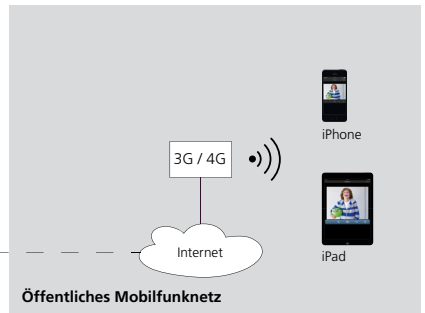 iPhone
3G / 4G
Internet
iPad
Öffentliches Mobilfunknetz